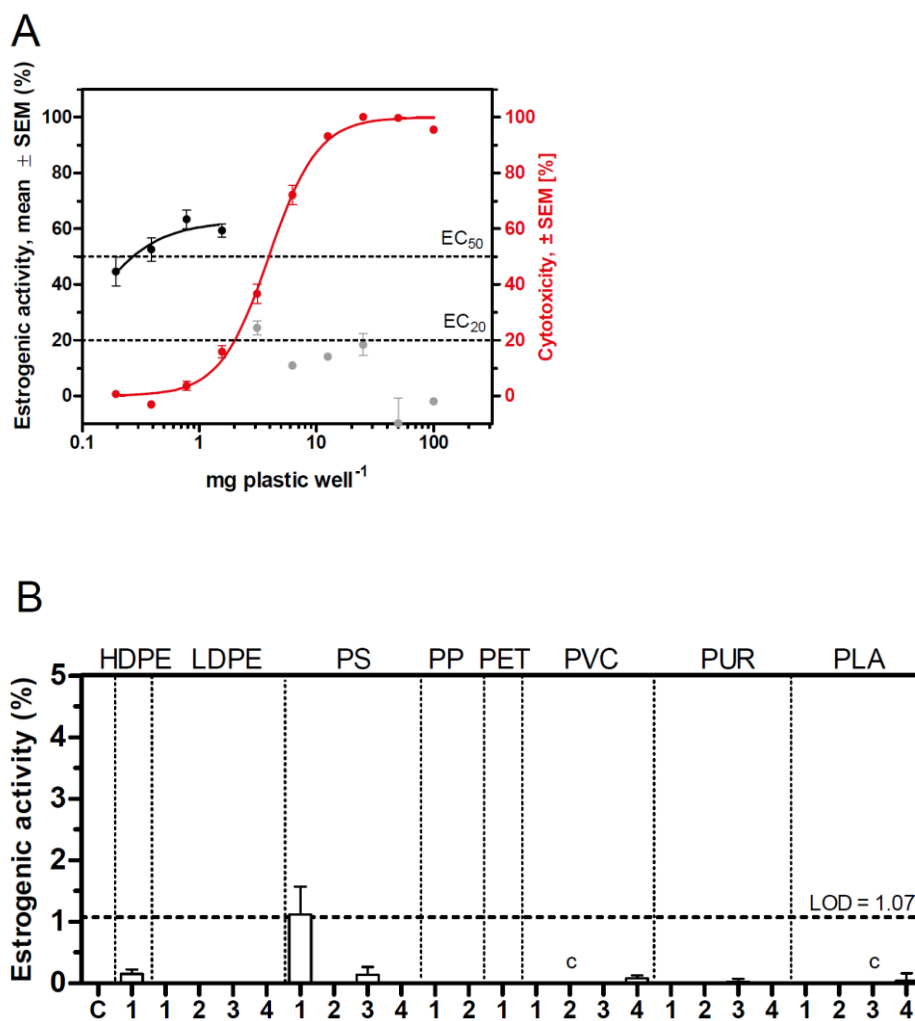 A
Estrogenic activity, mean ± SEM (%)
100
80
60
40
20
0
EC50
EC20
100
80
60
40
20
0
Cytotoxicity, ± SEM [%]
0.1 1 10 100
mg plastic well-1
B
HDPE LDPE PS PP PET PVC PUR PLA
Estrogenic activity (%)
5
4
3
2
1
0
LOD = 1.07
c c
C 1 1 2 3 4 1 2 3 4 1 2 1 1 2 3 4 1 2 3 4 1 2 3 4